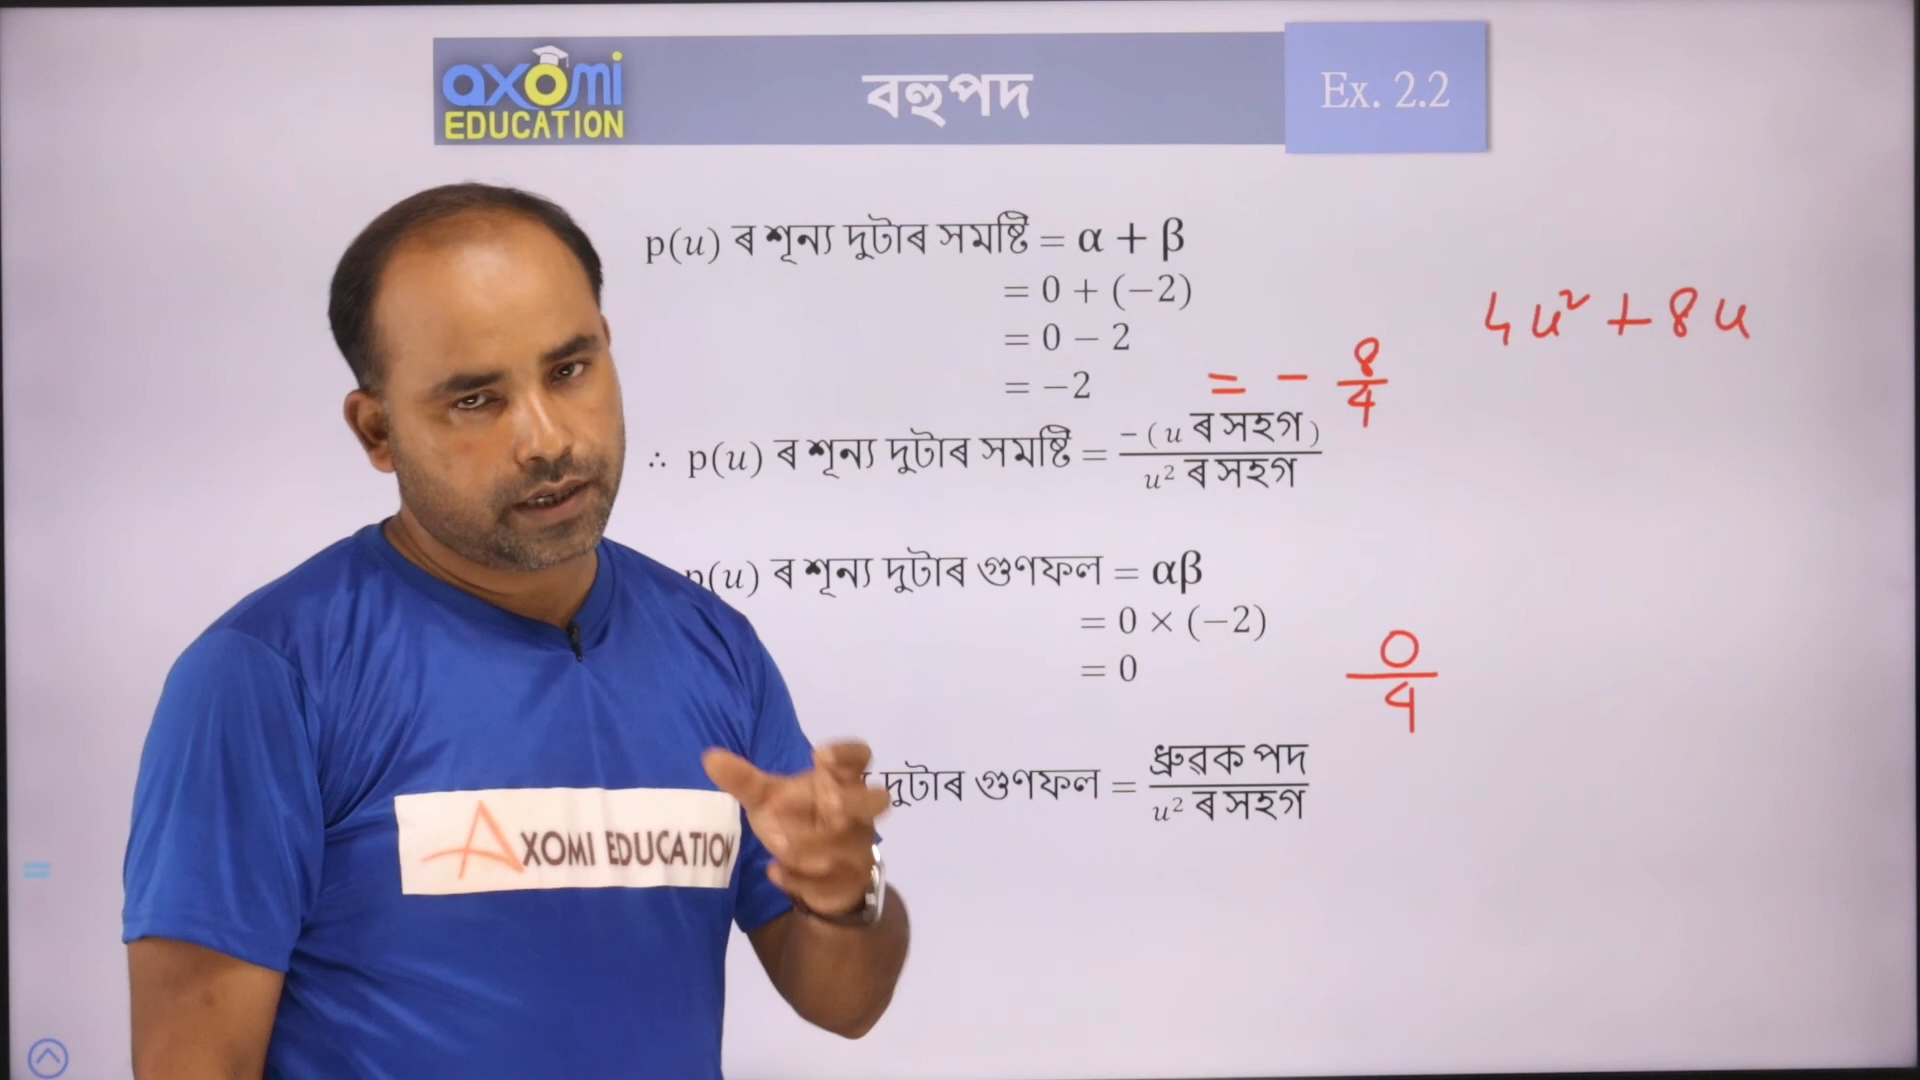 axomi
EDUCATION
বহুপদ
Ex. 2.2
p(u) ৰ শূন্য দুটাৰ সমষ্টি = α + β
= 0 + (−2)
= 0 − 2
= −2
= - 8/4
4u² + 8u
∴ p(u) ৰ শূন্য দুটাৰ সমষ্টি = −(u ৰ সহগ) / u² ৰ সহগ
p(u) ৰ শূন্য দুটাৰ গুণফল = αβ
= 0 × (−2)
= 0
0/4
দুটাৰ গুণফল = ধ্ৰুৱক পদ / u² ৰ সহগ
AXOMI EDUCATION